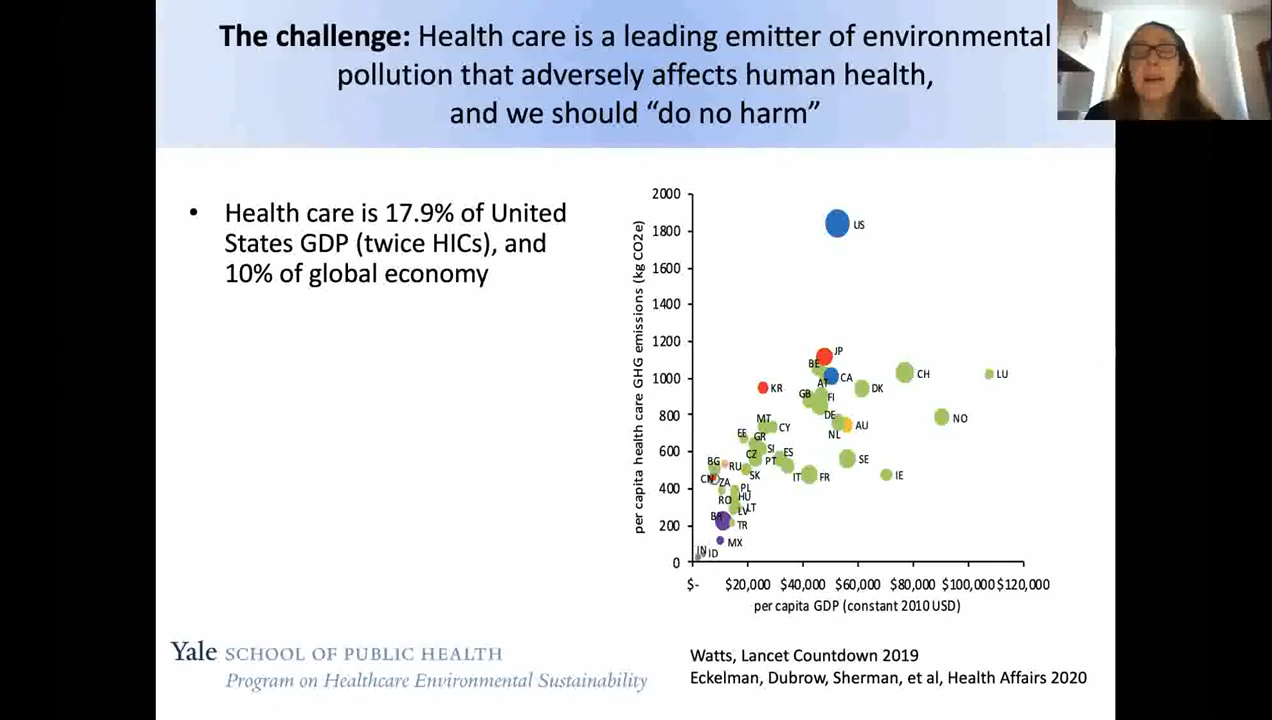 The challenge: Health care is a leading emitter of environmental
pollution that adversely affects human health,
and we should “do no harm”
• Health care is 17.9% of United
States GDP (twice HICs), and
10% of global economy
per capita health care GHG emissions (kg CO2e)
2000
1800
1600
1400
1200
1000
800
600
400
200
0
US
JP
BE
CA
AT
KR
GB
FI
DK
CH
LU
DE
MT
CY
NL
AU
NO
EE
GR
SI
ES
CZ
PT
SE
BG
RU
SK
IT
FR
IE
CN
ZA
PL
RO
HU
LV
LT
BR
TR
MX
IN
ID
$-
$20,000
$40,000
$60,000
$80,000
$100,000
$120,000
per capita GDP (constant 2010 USD)
Yale SCHOOL OF PUBLIC HEALTH
Program on Healthcare Environmental Sustainability
Watts, Lancet Countdown 2019
Eckelman, Dubrow, Sherman, et al, Health Affairs 2020